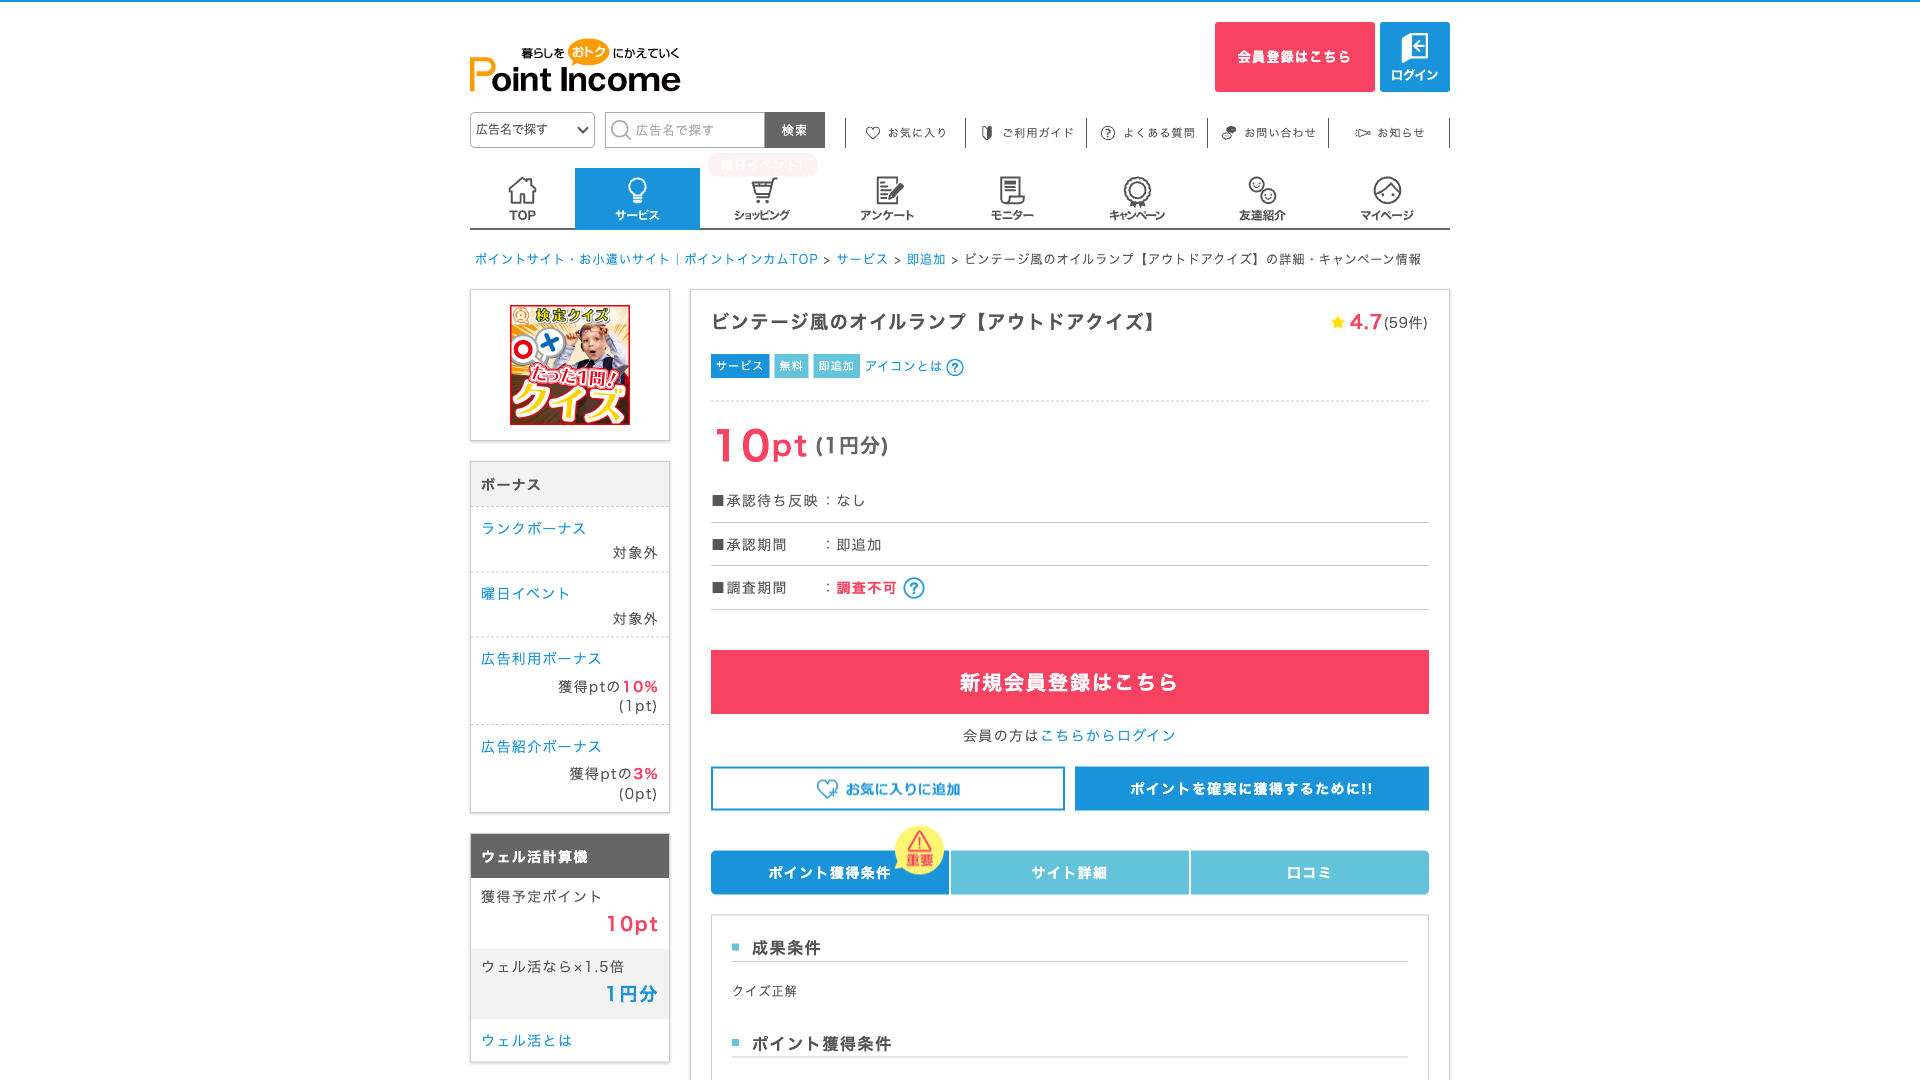 暮らしを おトク にかえていく
Point Income
会員登録はこちら
ログイン
広告名で探す
広告名で探す
検索
お気に入り
ご利用ガイド
よくある質問
お問い合わせ
お知らせ
曜日イベント!
TOP
サービス
ショッピング
アンケート
モニター
キャンペーン
友達紹介
マイページ
ポイントサイト・お小遣いサイト｜ポイントインカムTOP > サービス > 即追加 > ビンテージ風のオイルランプ【アウトドアクイズ】の詳細・キャンペーン情報
検定クイズ
たった1問!
クイズ
ボーナス
ランクボーナス
対象外
曜日イベント
対象外
広告利用ボーナス
獲得ptの10%
(1pt)
広告紹介ボーナス
獲得ptの3%
(0pt)
ウェル活計算機
獲得予定ポイント
10pt
ウェル活なら×1.5倍
1円分
ウェル活とは
ビンテージ風のオイルランプ【アウトドアクイズ】
4.7(59件)
サービス 無料 即追加 アイコンとは ?
10pt (1円分)
■承認待ち反映：なし
■承認期間：即追加
■調査期間：調査不可 ?
新規会員登録はこちら
会員の方はこちらからログイン
お気に入りに追加
ポイントを確実に獲得するために!!
ポイント獲得条件
重要
サイト詳細
口コミ
成果条件
クイズ正解
ポイント獲得条件